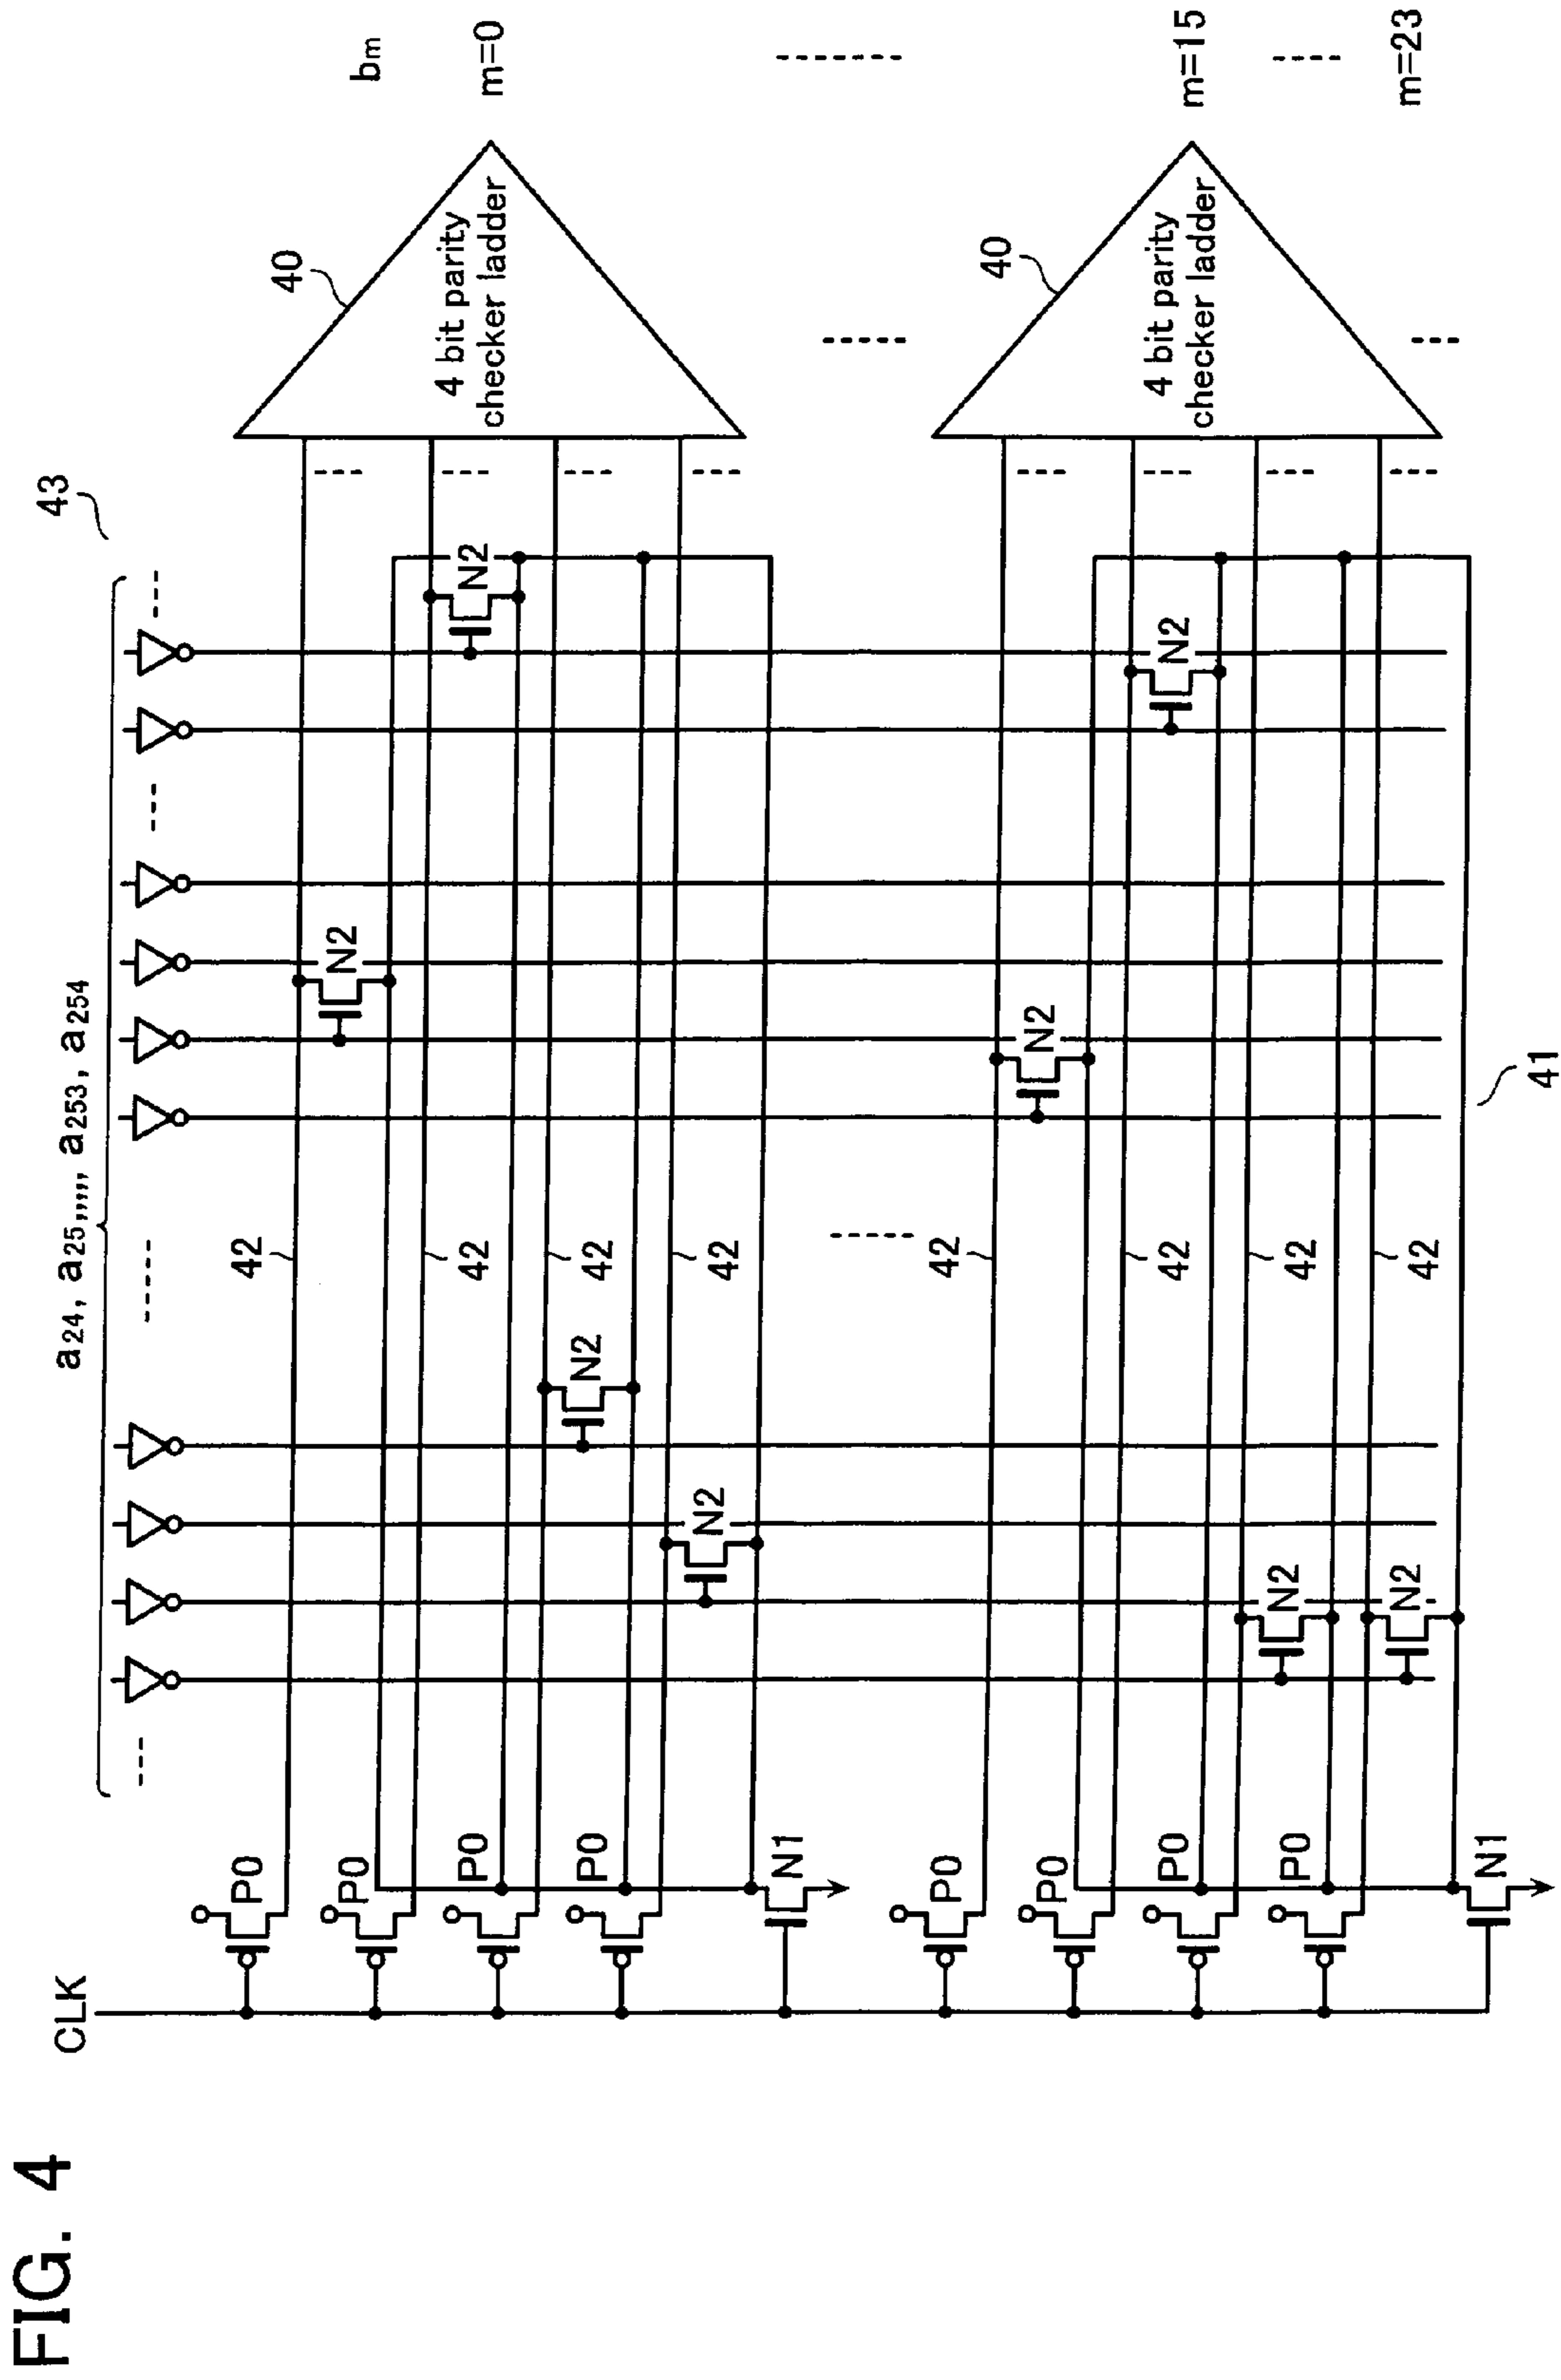 FIG. 4
CLK
a24, a25,,,,, a253, a254
43
bm
m=0
40
4 bit parity
checker ladder
P0
P0
P0
P0
N1
42
42
42
42
N2
N2
N2
N2
m=15
40
4 bit parity
checker ladder
P0
P0
P0
P0
N1
42
42
42
42
N2
N2
N2
N2
41
m=23